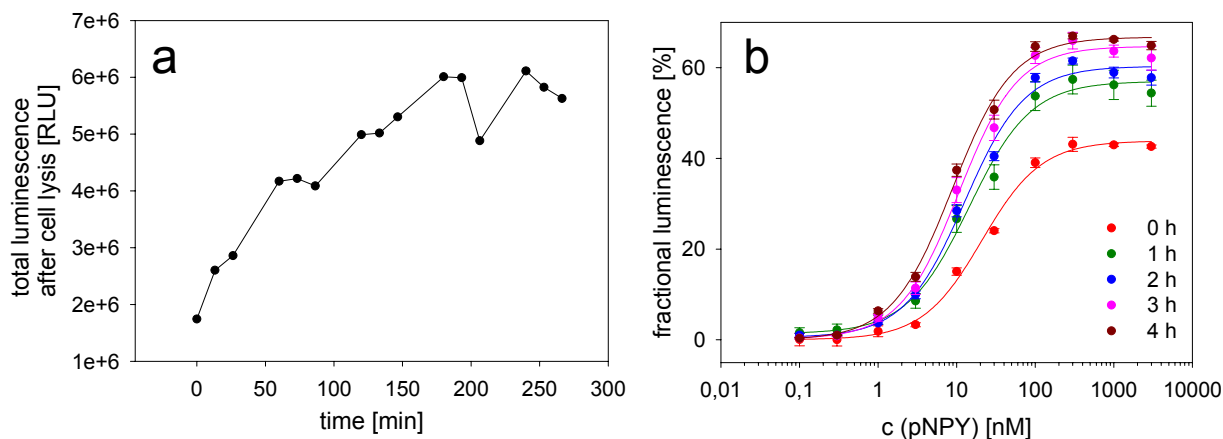 a
total luminescence
after cell lysis [RLU]
7e+6
6e+6
5e+6
4e+6
3e+6
2e+6
1e+6
0 50 100 150 200 250 300
time [min]
b
fractional luminescence [%]
60
40
20
0
0 h
1 h
2 h
3 h
4 h
0,01 0,1 1 10 100 1000 10000
c (pNPY) [nM]